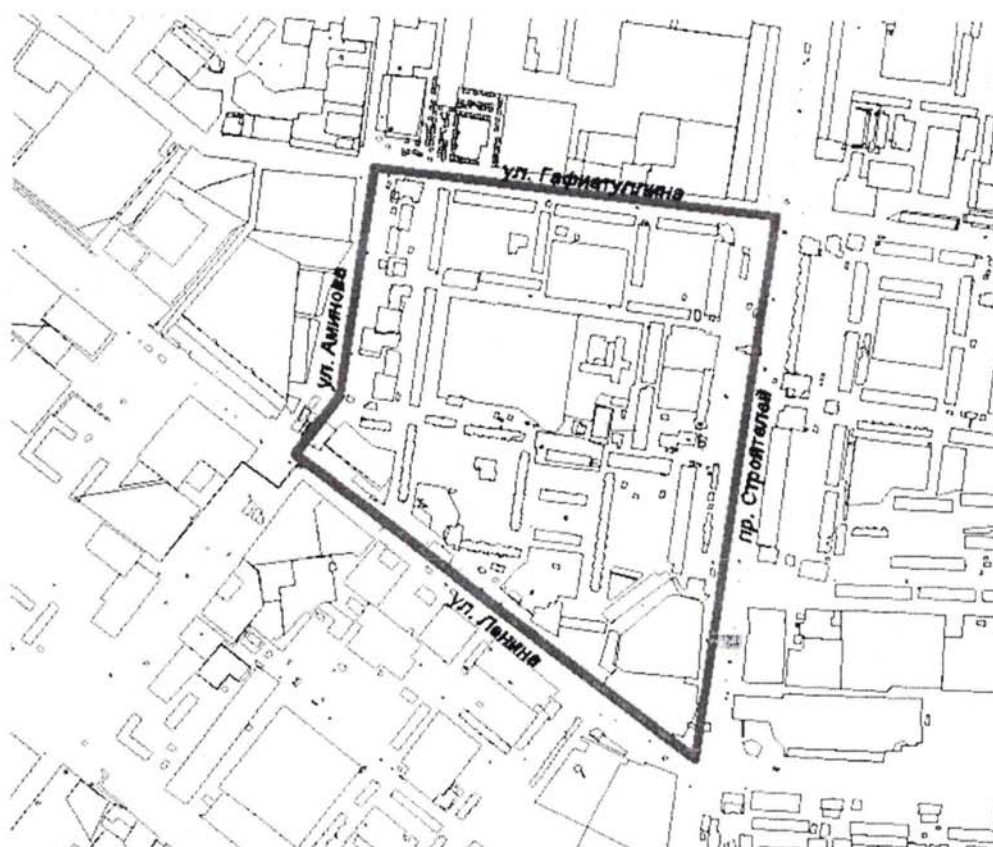 ул. Гафиатуллина
ул. Аминова
пр. Строителей
ул. Ленина